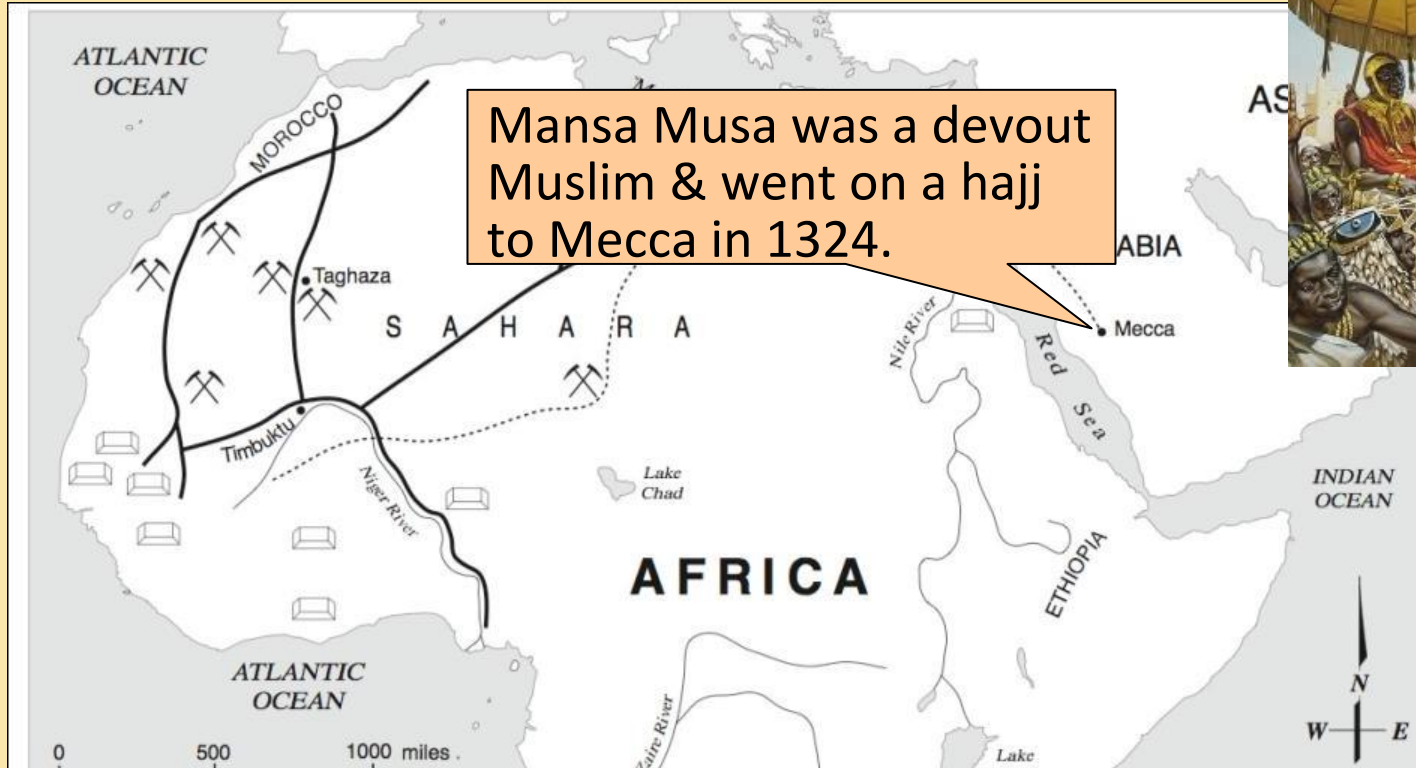 ATLANTIC
OCEAN
MOROCCO
Mansa Musa was a devout
Muslim & went on a hajj
to Mecca in 1324.
Taghaza
SAHARA
Nile River
Mecca
Red
Sea
Timbuktu
Niger River
Lake
Chad
INDIAN
OCEAN
AFRICA
ETHIOPIA
ATLANTIC
OCEAN
N
W E
0 500 1000 miles
Zaire River
Lake